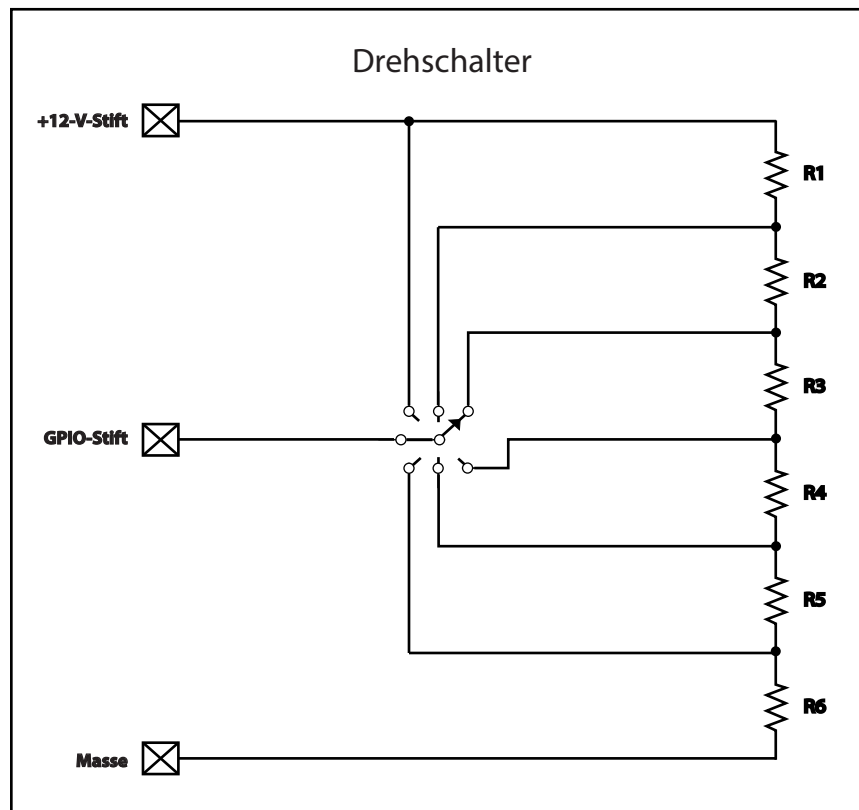 Drehschalter
+12-V-Stift
R1
R2
R3
GPIO-Stift
R4
R5
R6
Masse